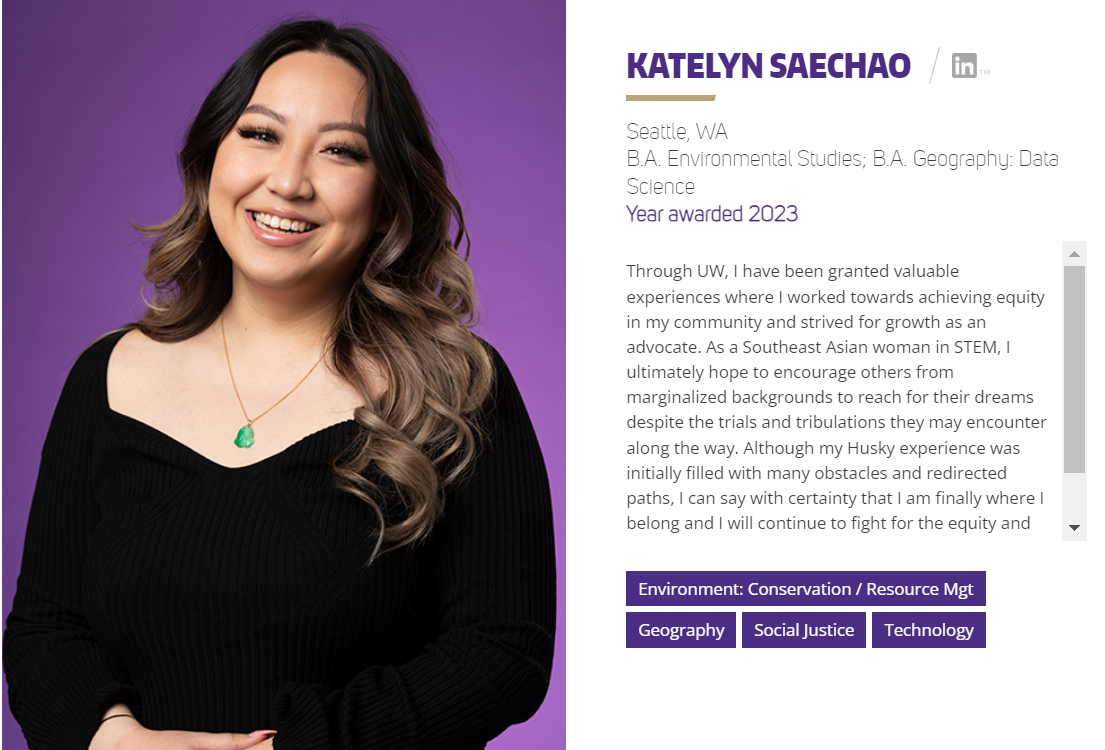 KATELYN SAECHAO / in™
Seattle, WA
B.A. Environmental Studies; B.A. Geography: Data
Science
Year awarded 2023
Through UW, I have been granted valuable
experiences where I worked towards achieving equity
in my community and strived for growth as an
advocate. As a Southeast Asian woman in STEM, I
ultimately hope to encourage others from
marginalized backgrounds to reach for their dreams
despite the trials and tribulations they may encounter
along the way. Although my Husky experience was
initially filled with many obstacles and redirected
paths, I can say with certainty that I am finally where I
belong and I will continue to fight for the equity and
Environment: Conservation / Resource Mgt
Geography Social Justice Technology